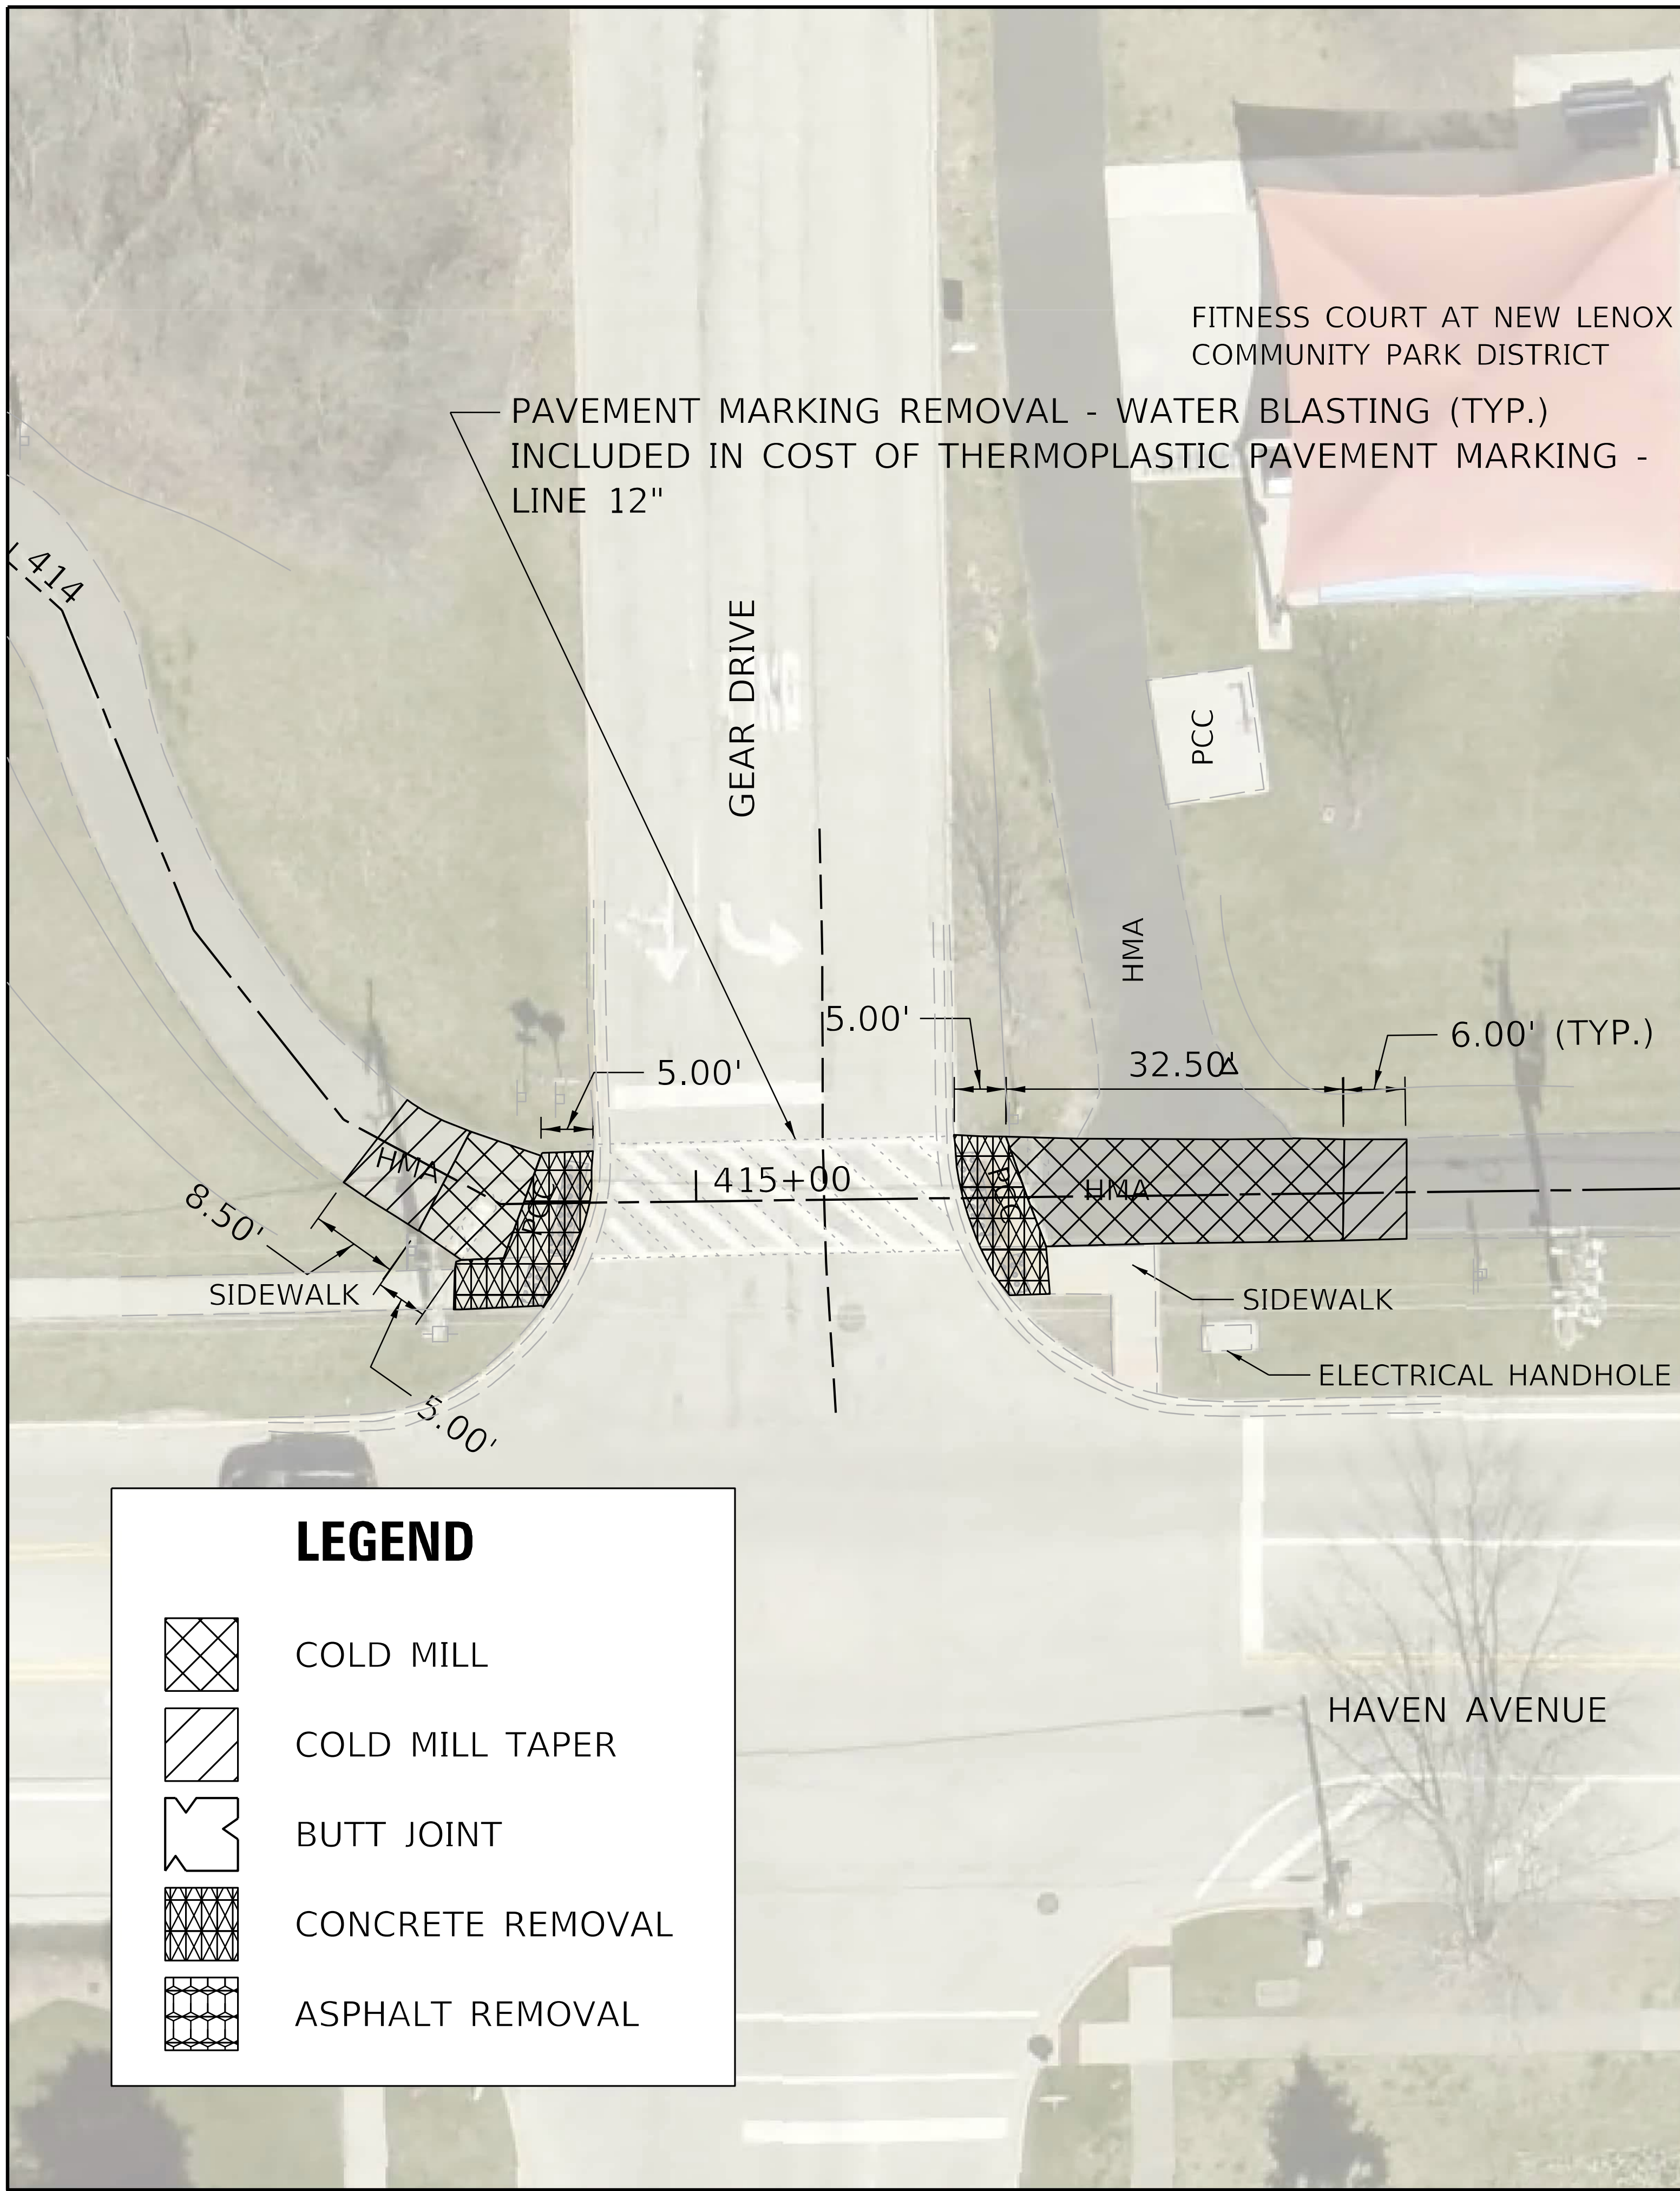 FITNESS COURT AT NEW LENOX
COMMUNITY PARK DISTRICT
PAVEMENT MARKING REMOVAL - WATER BLASTING (TYP.)
INCLUDED IN COST OF THERMOPLASTIC PAVEMENT MARKING -
LINE 12"
414
GEAR DRIVE
PCC
HMA
5.00'
6.00' (TYP.)
5.00'
32.50'
HMA
PCC
415+00
PCC
HMA
8.50'
SIDEWALK
SIDEWALK
ELECTRICAL HANDHOLE
5.00'
LEGEND
COLD MILL
COLD MILL TAPER
BUTT JOINT
CONCRETE REMOVAL
ASPHALT REMOVAL
HAVEN AVENUE